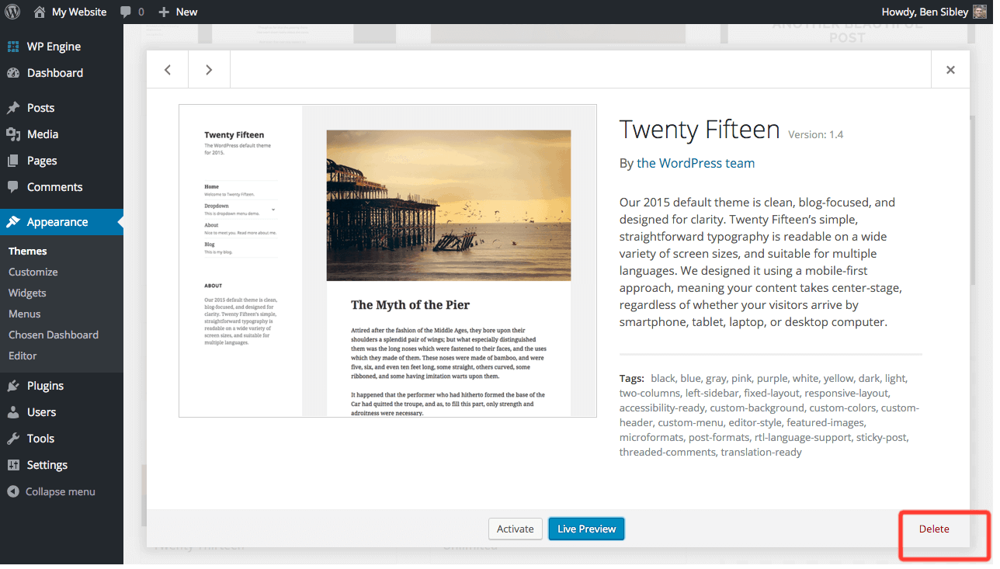 My Website
0
New
Howdy, Ben Sibley
WP Engine
Dashboard
Posts
Media
Pages
Comments
Appearance
Themes
Customize
Widgets
Menus
Chosen Dashboard
Editor
Plugins
Users
Tools
Settings
Collapse menu
ANOTHER BEAUTIFUL
POST
Twenty Fifteen
The WordPress default theme
for 2015.
Home
Welcome to Twenty Fifteen.
Dropdown
This is dropdown menu demo.
About
Nice to meet you. Read more about me.
Blog
This is my blog.
ABOUT
Our 2015 default theme is clean,
blog-focused, and designed for
clarity. Twenty Fifteen's simple,
straightforward typography is
readable on a wide variety of
screen sizes, and suitable for
multiple languages.
The Myth of the Pier
Attired after the fashion of the Middle Ages, they bore upon their
shoulders a splendid pair of wings; but what especially distinguished
them was the long noses which were fastened to their faces, and the uses
which they made of them. These noses were made of bamboo, and were
five, six, and even ten feet long, some straight, others curved, some
ribboned, and some having imitation warts upon them.
It happened that the performer who had hitherto formed the base of the
Car had quitted the troupe, and as, to fill this part, only strength and
adroitness were necessary.
Twenty Fifteen Version: 1.4
By the WordPress team
Our 2015 default theme is clean, blog-focused, and
designed for clarity. Twenty Fifteen’s simple,
straightforward typography is readable on a wide
variety of screen sizes, and suitable for multiple
languages. We designed it using a mobile-first
approach, meaning your content takes center-stage,
regardless of whether your visitors arrive by
smartphone, tablet, laptop, or desktop computer.
Tags: black, blue, gray, pink, purple, white, yellow, dark, light,
two-columns, left-sidebar, fixed-layout, responsive-layout,
accessibility-ready, custom-background, custom-colors, custom-
header, custom-menu, editor-style, featured-images,
microformats, post-formats, rtl-language-support, sticky-post,
threaded-comments, translation-ready
Activate
Live Preview
Delete
Twenty Thirteen
Unlimited